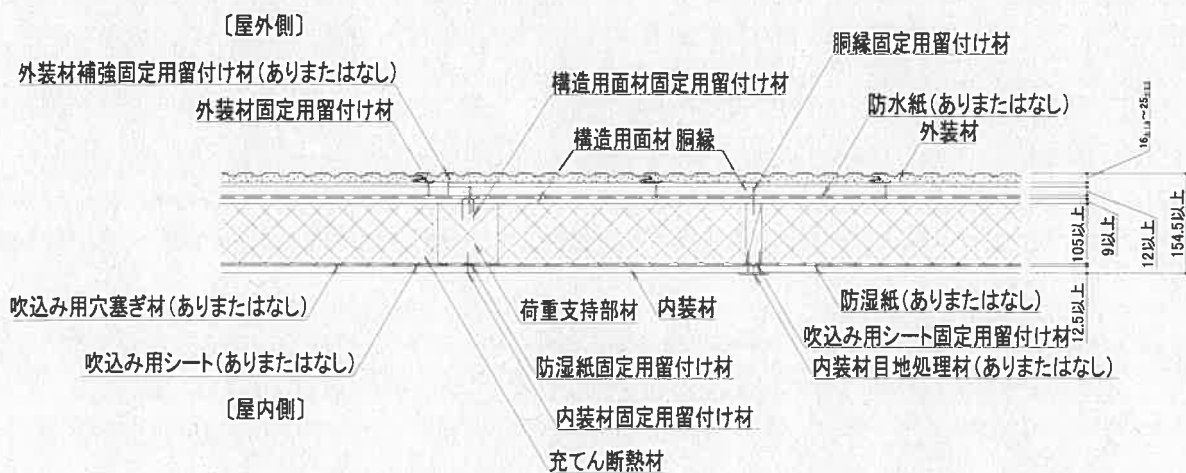 〔屋外側〕
外装材補強固定用留付け材(ありまたはなし)
外装材固定用留付け材
構造用面材固定用留付け材
構造用面材
胴縁
胴縁固定用留付け材
防水紙(ありまたはなし)
外装材
105以上
9以上
12以上
154.5以上
12.5以上
吹込み用穴塞ぎ材(ありまたはなし)
吹込み用シート(ありまたはなし)
〔屋内側〕
荷重支持部材
内装材
防湿紙固定用留付け材
内装材固定用留付け材
充てん断熱材
防湿紙(ありまたはなし)
吹込み用シート固定用留付け材
内装材目地処理材(ありまたはなし)